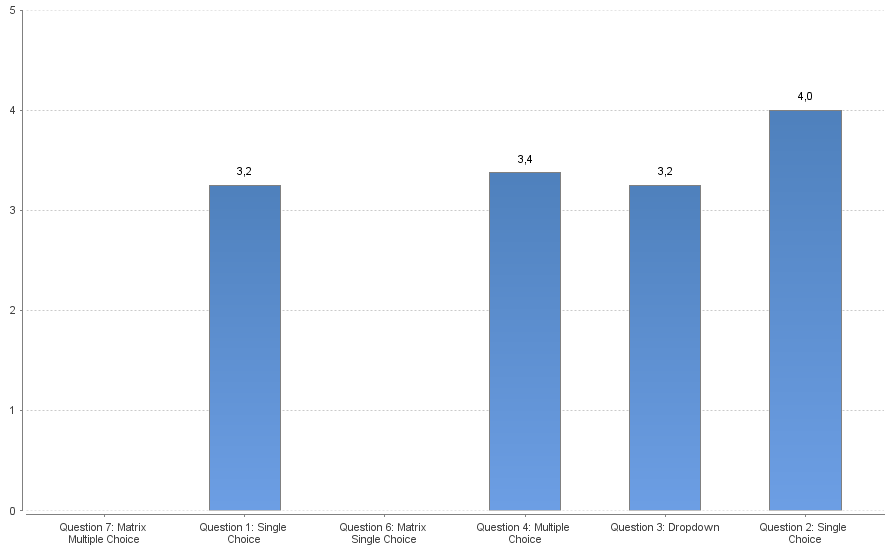 5
4,0
4
3,4
3,2
3,2
3
2
1
0
Question 7: Matrix
Multiple Choice
Question 1: Single
Choice
Question 6: Matrix
Single Choice
Question 4: Multiple
Choice
Question 3: Dropdown
Question 2: Single
Choice